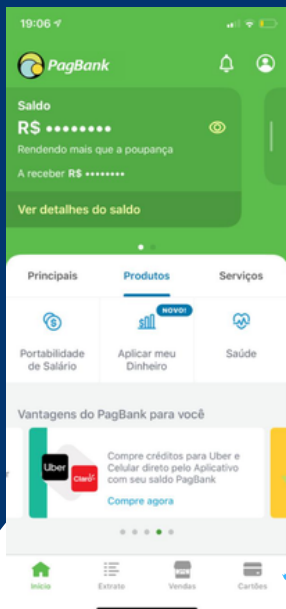 19:06
PagBank
Saldo
R$ ••••••••
Rendendo mais que a poupança
A receber R$ ••••••••
Ver detalhes do saldo
Principais Produtos Serviços
NOVO!
Portabilidade de Salário
Aplicar meu Dinheiro
Saúde
Vantagens do PagBank para você
Uber
Claro
Compre créditos para Uber e
Celular direto pelo Aplicativo
com seu saldo PagBank
Compre agora
Início Extrato Vendas Cartões